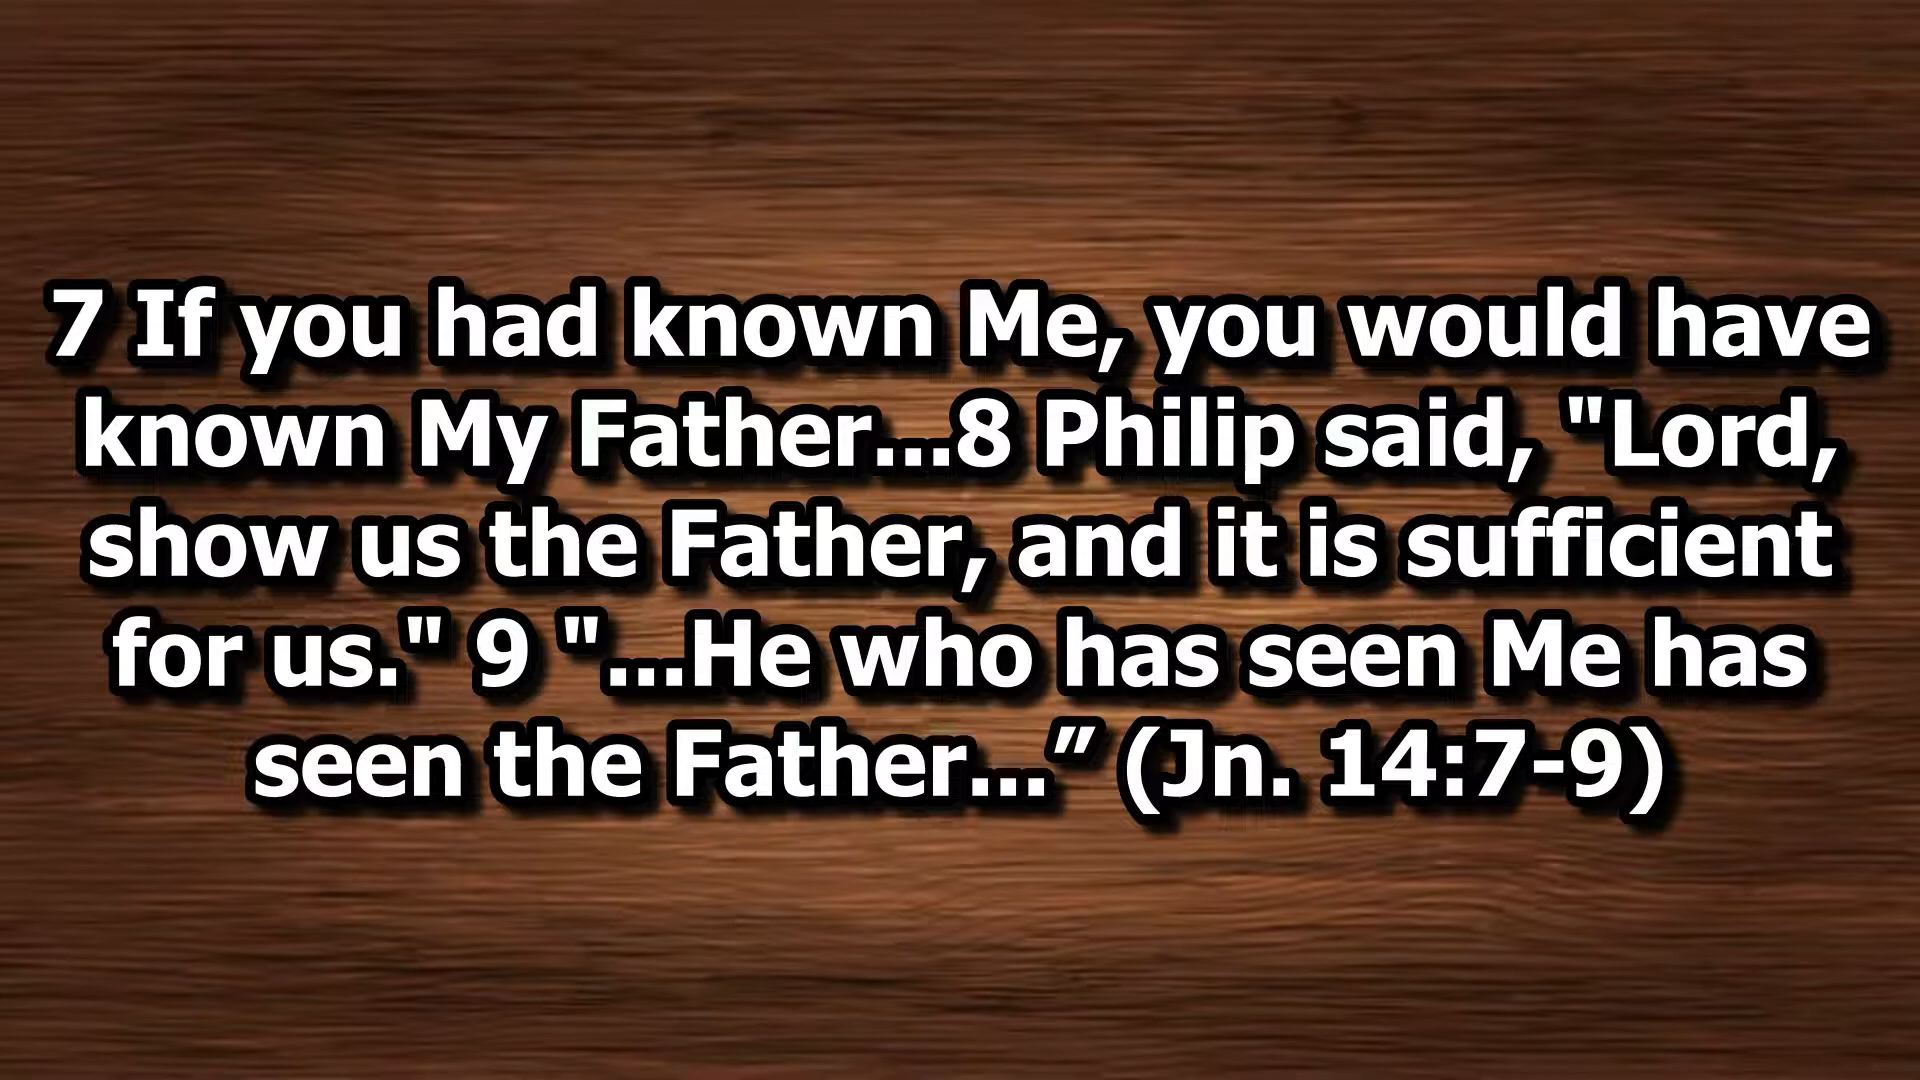 7 If you had known Me, you would have
known My Father...8 Philip said, "Lord,
show us the Father, and it is sufficient
for us." 9 "...He who has seen Me has
seen the Father...” (Jn. 14:7-9)